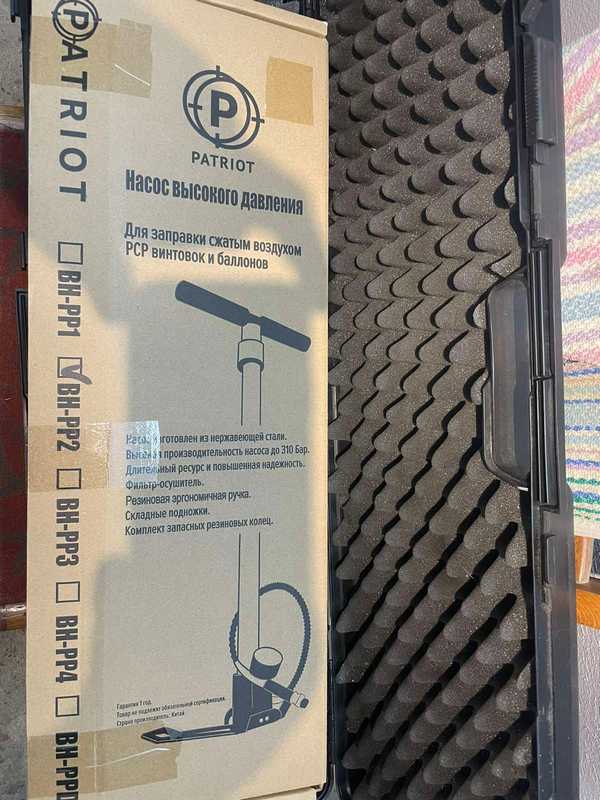 PATRIOT
BH-PP1
BH-PP2
BH-PP3
BH-PP4
P
PATRIOT
Насос высокого давления
Для заправки сжатым воздухом
PCP винтовок и баллонов
Насос изготовлен из нержавеющей стали.
Высокая производительность насоса до 310 Бар.
Длительный ресурс и повышенная надежность.
Фильтр-осушитель.
Резиновая эргономичная ручка.
Складные подножки.
Комплект запасных резиновых колец.
Гарантия 1 год.
Товар не подлежит обязательной сертификации.
Страна производитель: Китай